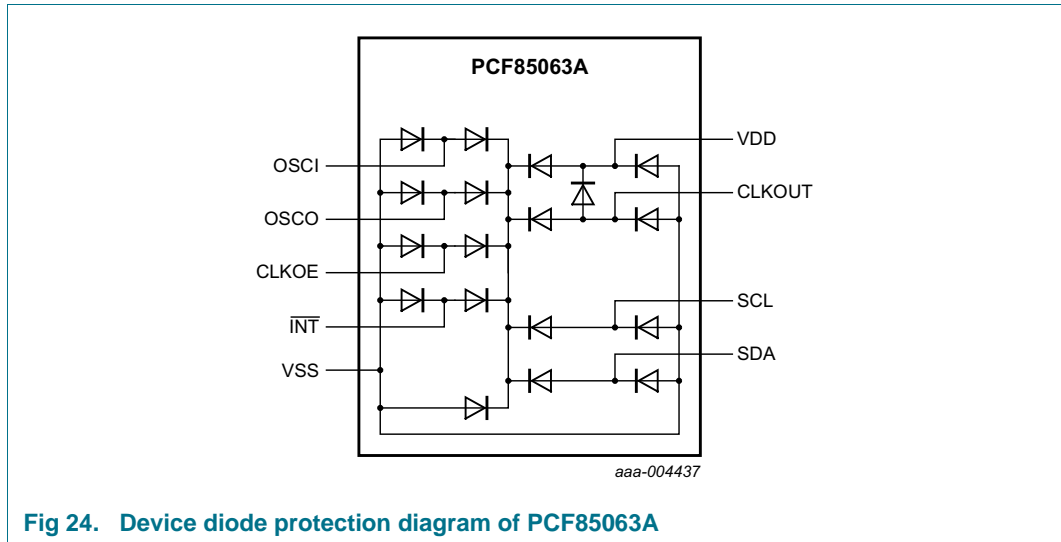 PCF85063A
OSCI
OSCO
CLKOE
INT
VSS
VDD
CLKOUT
SCL
SDA
aaa-004437
Fig 24. Device diode protection diagram of PCF85063A